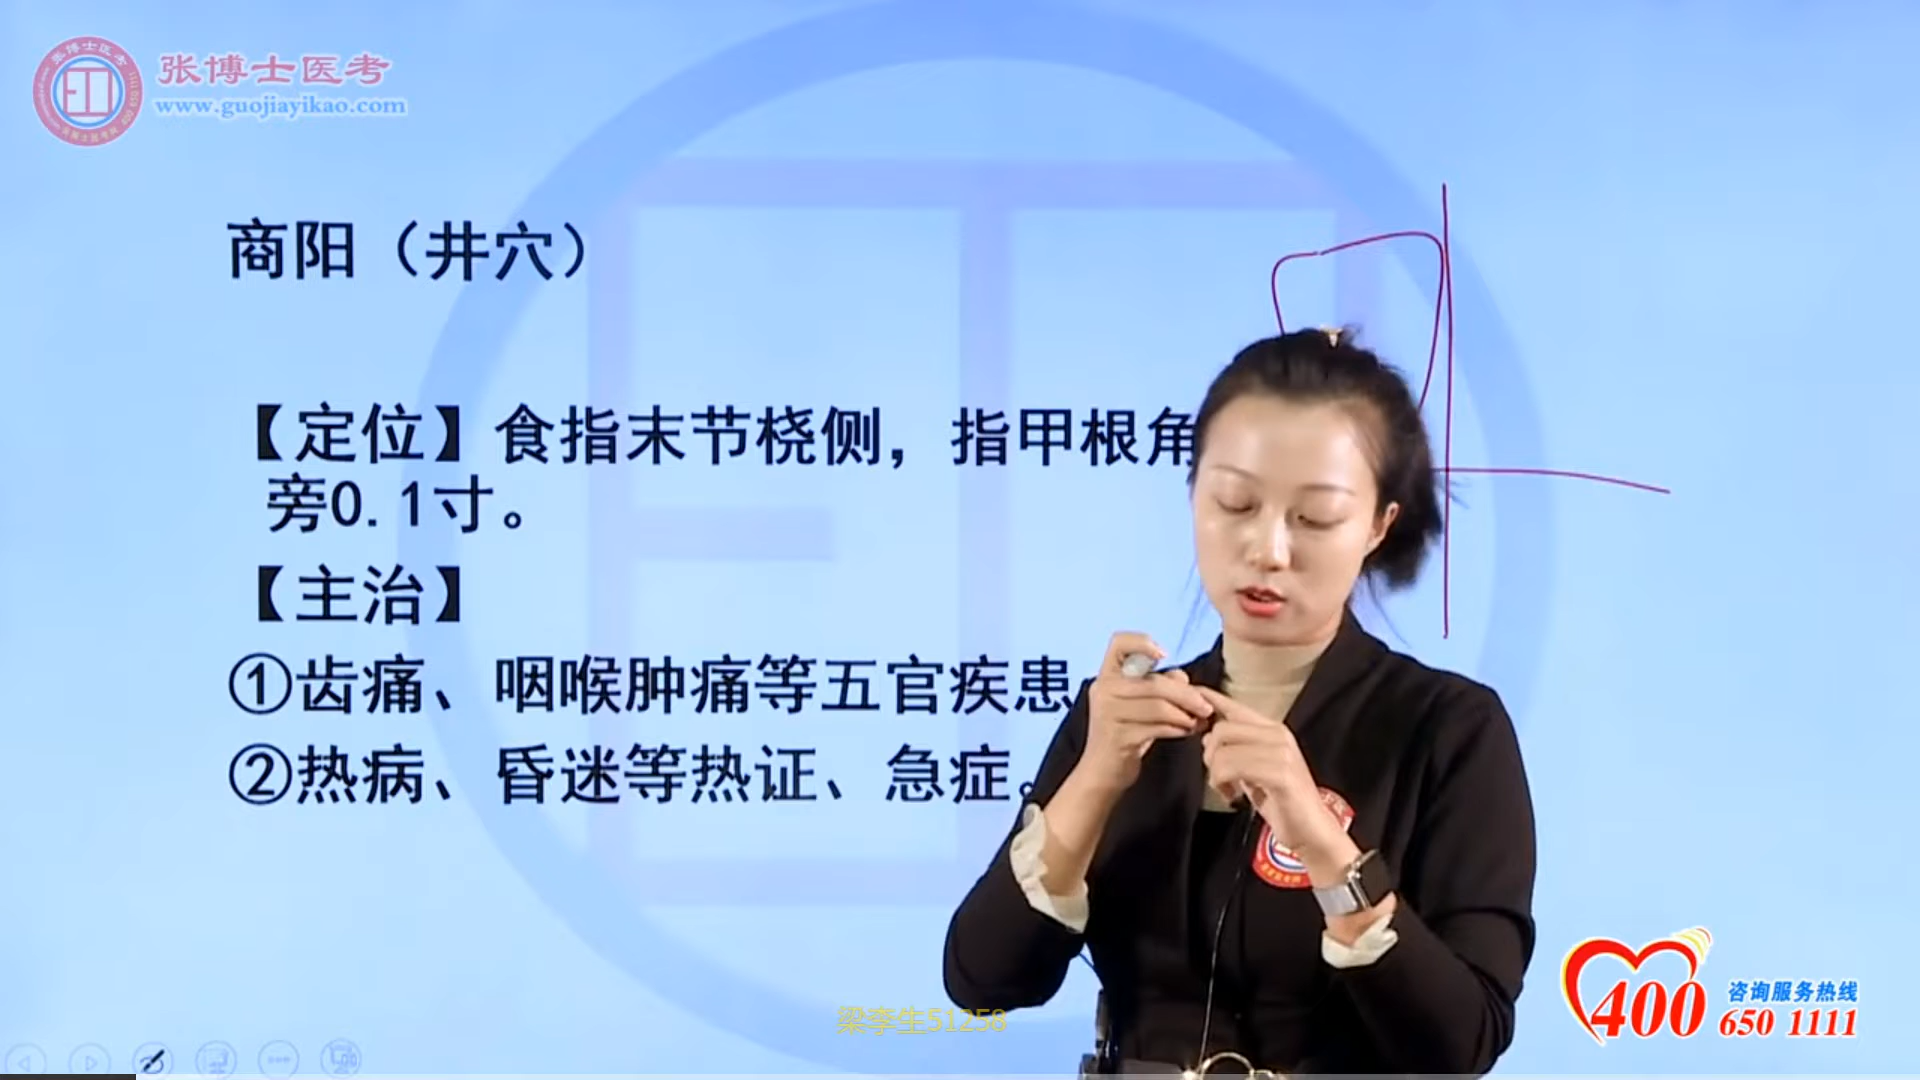 张博士医考
www.guojiayikao.com
商阳（井穴）
【定位】食指末节桡侧，指甲根角
旁0.1寸。
【主治】
①齿痛、咽喉肿痛等五官疾患
②热病、昏迷等热证、急症。
梁李生51258
400
咨询服务热线
650 1111